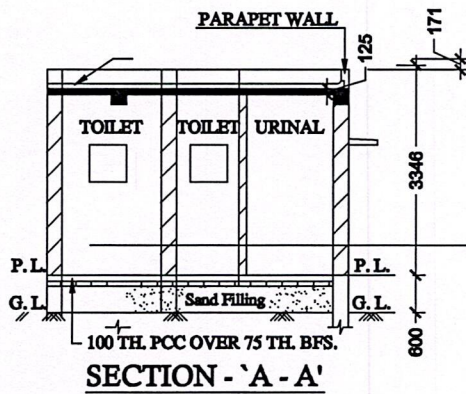 PARAPET WALL
125
171
TOILET TOILET URINAL
3346
P. L. P. L.
Sand Filling
G. L. G. L.
600
100 TH. PCC OVER 75 TH. BFS.
SECTION - `A - A'